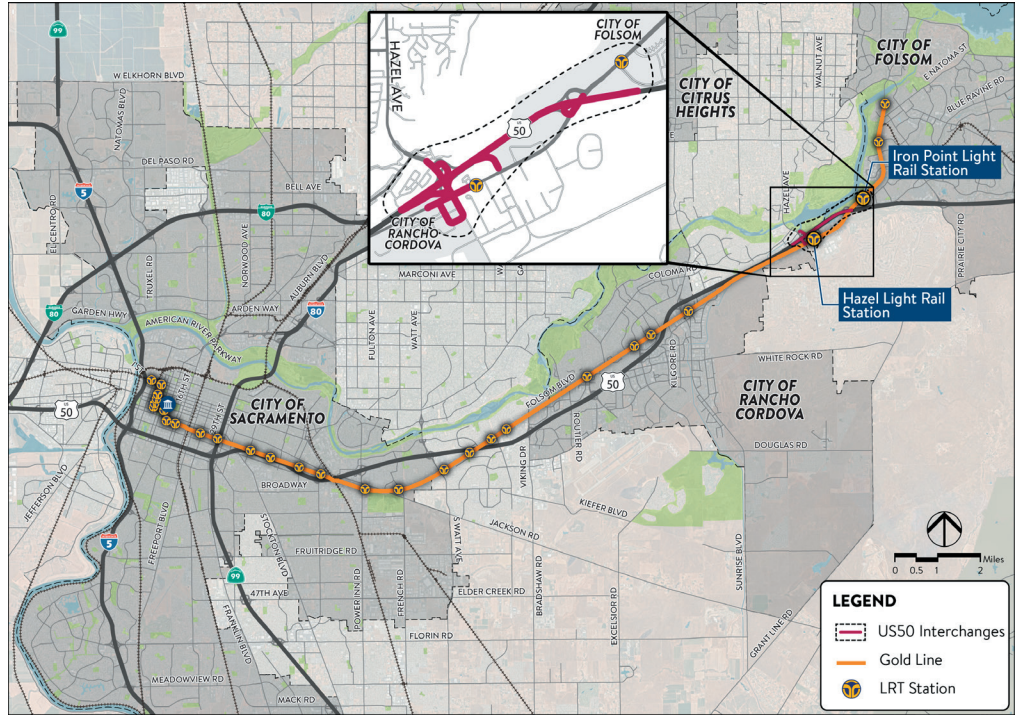 99
W ELKHORN BLVD
NATOMAS BLVD
DEL PASO RD
5
EL CENTRO RD
TRUXEL RD
NORWOOD AVE
BELL AVE
80
AUBURN BLVD
80
GARDEN HWY
80
ARDEN WAY
AMERICAN RIVER PARKWAY
FULTON AVE
WATT AVE
MARCONI AVE
CITY OF
FOLSOM
HAZEL AVE
US
50
CITY OF
RANCHO
CORDOVA
CITY OF
CITRUS
HEIGHTS
WALNUT AVE
CITY OF
FOLSOM
E NATOMA ST
BLUE RAVINE RD
Iron Point Light
Rail Station
HAZEL AVE
PRAIRIE CITY RD
COLOMA RD
Hazel Light Rail
Station
WHITE ROCK RD
KILGORE RD
CITY OF
RANCHO
CORDOVA
US
50
FOLSOM BLVD
ROUTIER RD
DOUGLAS RD
US
50
CITY OF
SACRAMENTO
BROADWAY
VIKING DR
KIEFER BLVD
JACKSON RD
JEFFERSON BLVD
5
FREEPORT BLVD
STOCKTON BLVD
FRUITRIDGE RD
99
47TH AVE
FRANKLIN BLVD
POWER INN RD
FRENCH RD
S WATT AVE
ELDER CREEK RD
BRADSHAW RD
EXCELSIOR RD
SUNRISE BLVD
GRANT LINE RD
FLORIN RD
MEADOWVIEW RD
MACK RD
Miles
0 0.5 1 2
LEGEND
US50 Interchanges
Gold Line
LRT Station